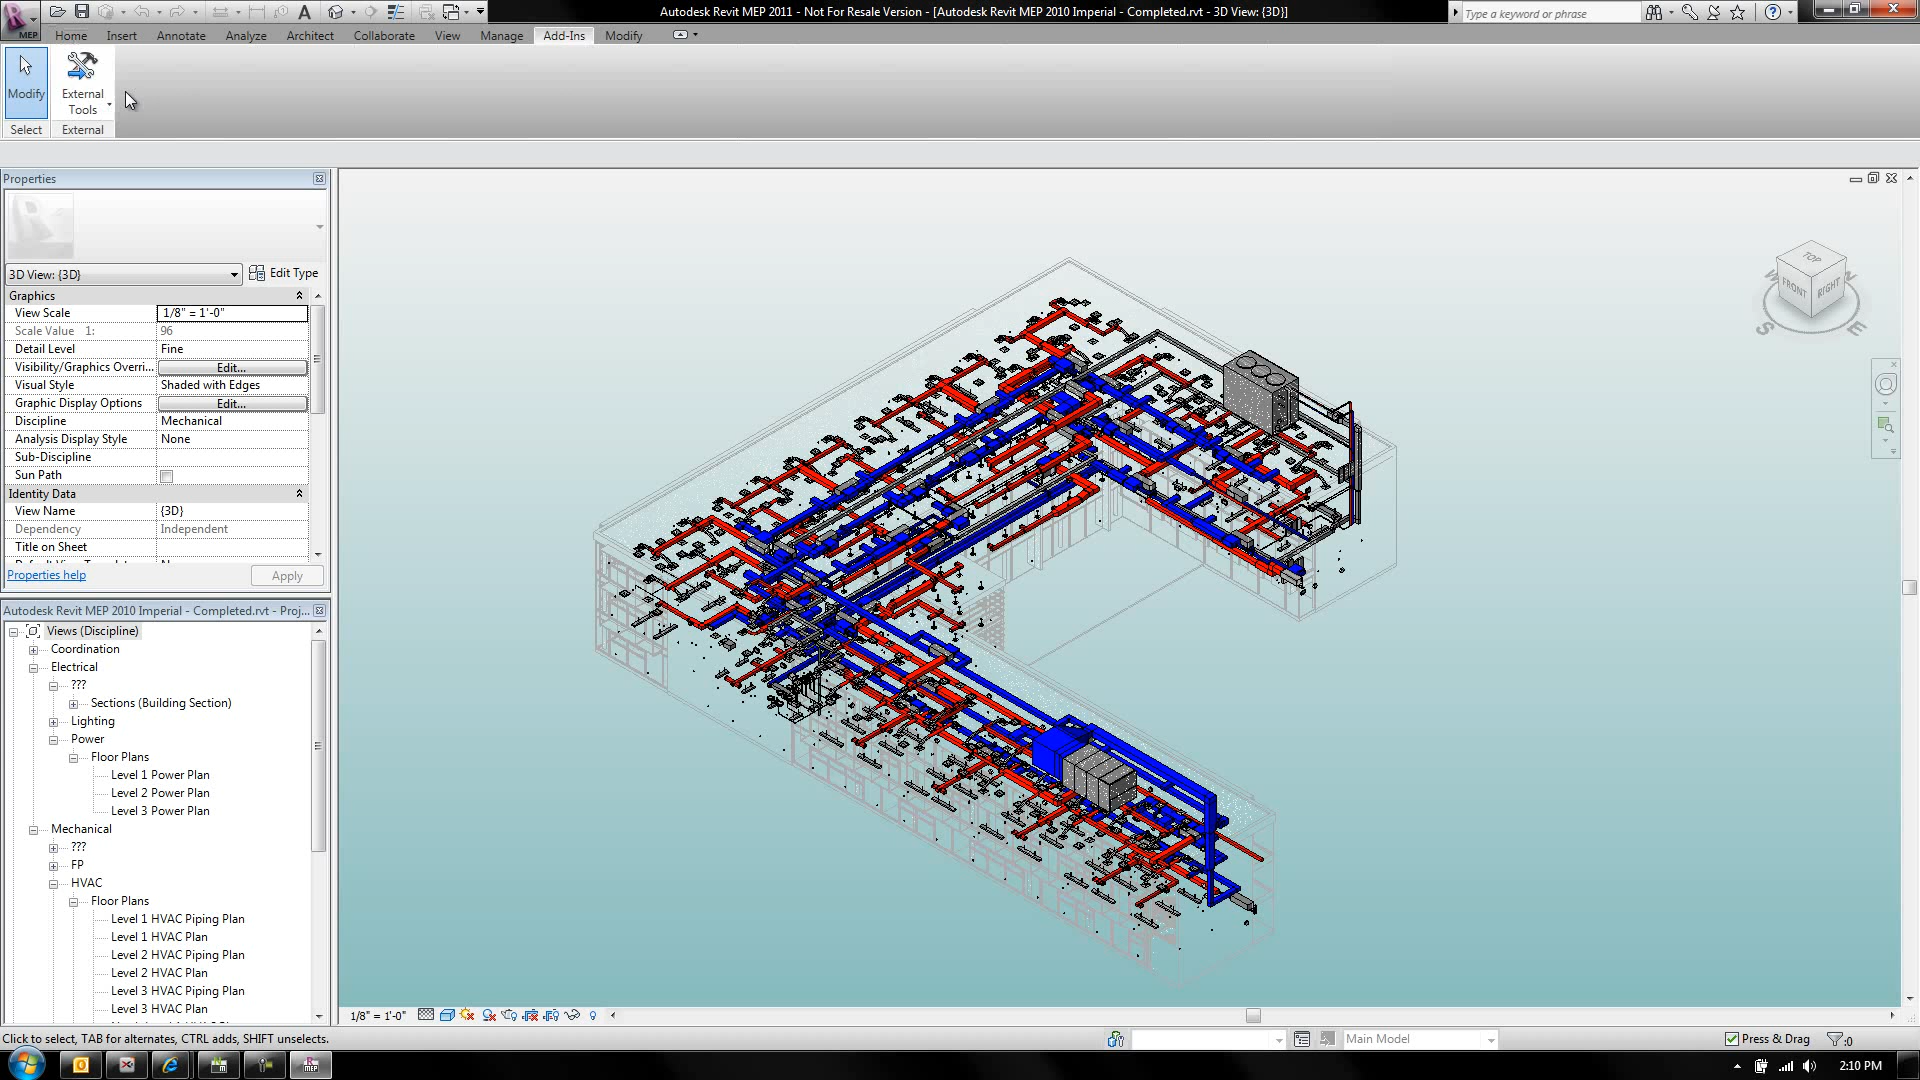 Autodesk Revit MEP 2011 - Not For Resale Version - [Autodesk Revit MEP 2010 Imperial - Completed.rvt - 3D View: {3D}]
Type a keyword or phrase
MEP
Home Insert Annotate Analyze Architect Collaborate View Manage Add-Ins Modify
Modify
External
Tools
Select
External
Properties
3D View: {3D}
Edit Type
Graphics
View Scale 1/8" = 1'-0"
Scale Value 1: 96
Detail Level Fine
Visibility/Graphics Overri... Edit...
Visual Style Shaded with Edges
Graphic Display Options Edit...
Discipline Mechanical
Analysis Display Style None
Sub-Discipline
Sun Path
Identity Data
View Name {3D}
Dependency Independent
Title on Sheet
Properties help
Apply
Autodesk Revit MEP 2010 Imperial - Completed.rvt - Proj...
Views (Discipline)
Coordination
Electrical
???
Sections (Building Section)
Lighting
Power
Floor Plans
Level 1 Power Plan
Level 2 Power Plan
Level 3 Power Plan
Mechanical
???
FP
HVAC
Floor Plans
Level 1 HVAC Piping Plan
Level 1 HVAC Plan
Level 2 HVAC Piping Plan
Level 2 HVAC Plan
Level 3 HVAC Piping Plan
Level 3 HVAC Plan
TOP
FRONT
RIGHT
W
N
S
E
1/8" = 1'-0"
Click to select, TAB for alternates, CTRL adds, SHIFT unselects.
Main Model
Press & Drag
:0
2:10 PM